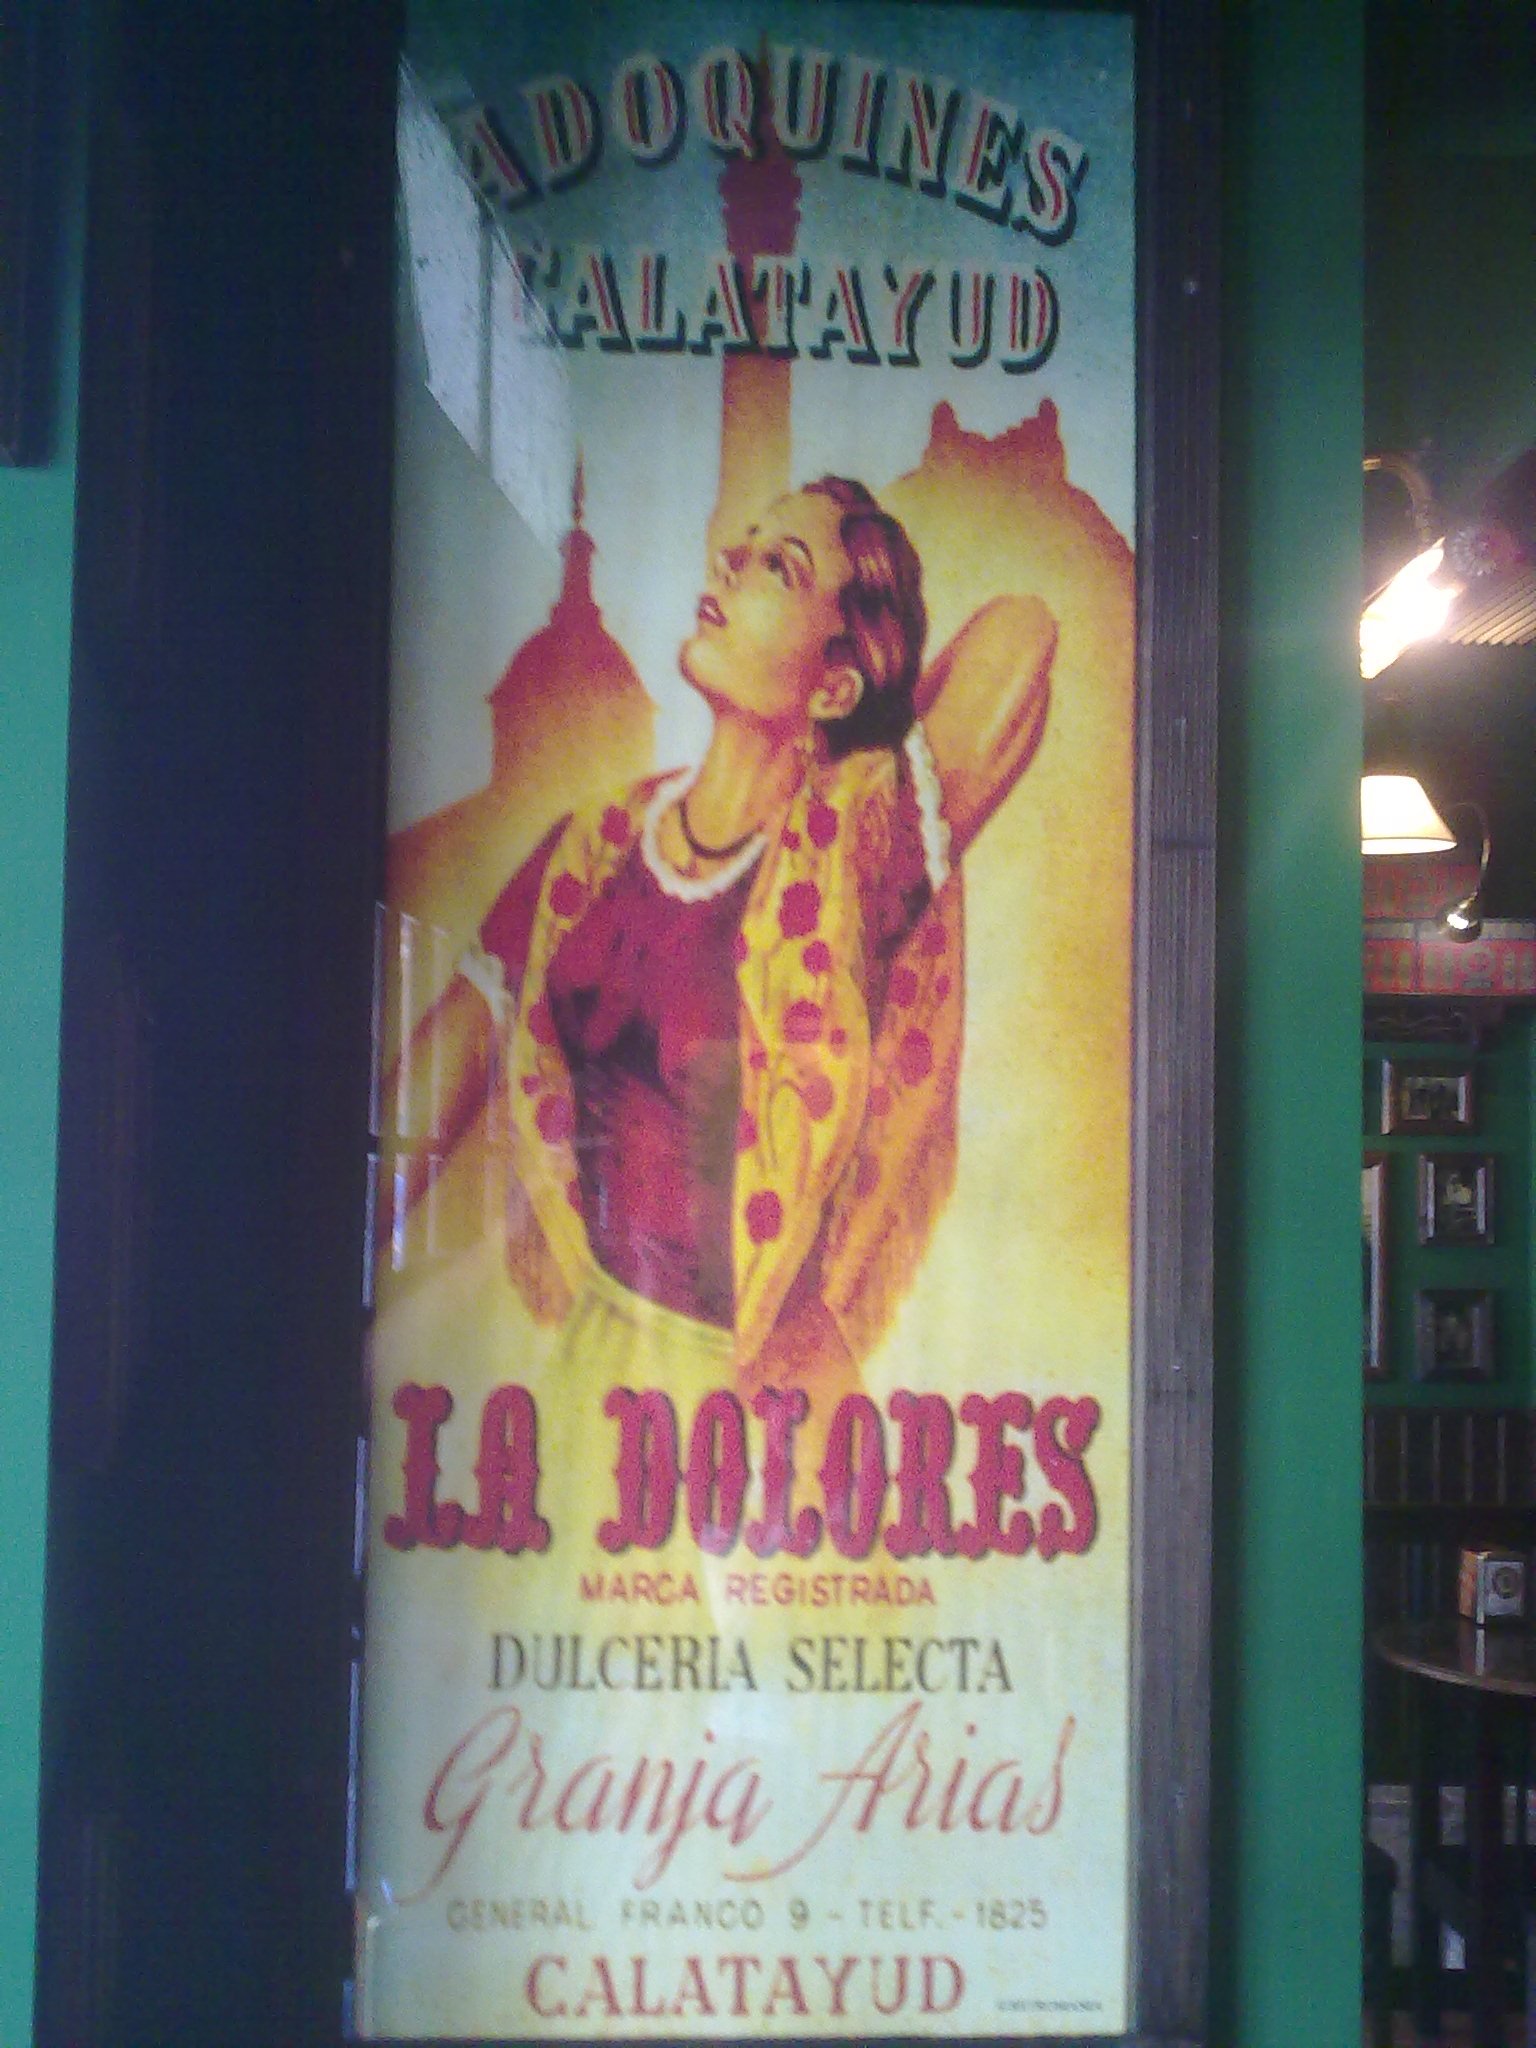 ADOQUINES
CALATAYUD
LA DOLORES
MARCA REGISTRADA
DULCERIA SELECTA
Granja Arias
GENERAL FRANCO 9 - TELF. - 1825
CALATAYUD